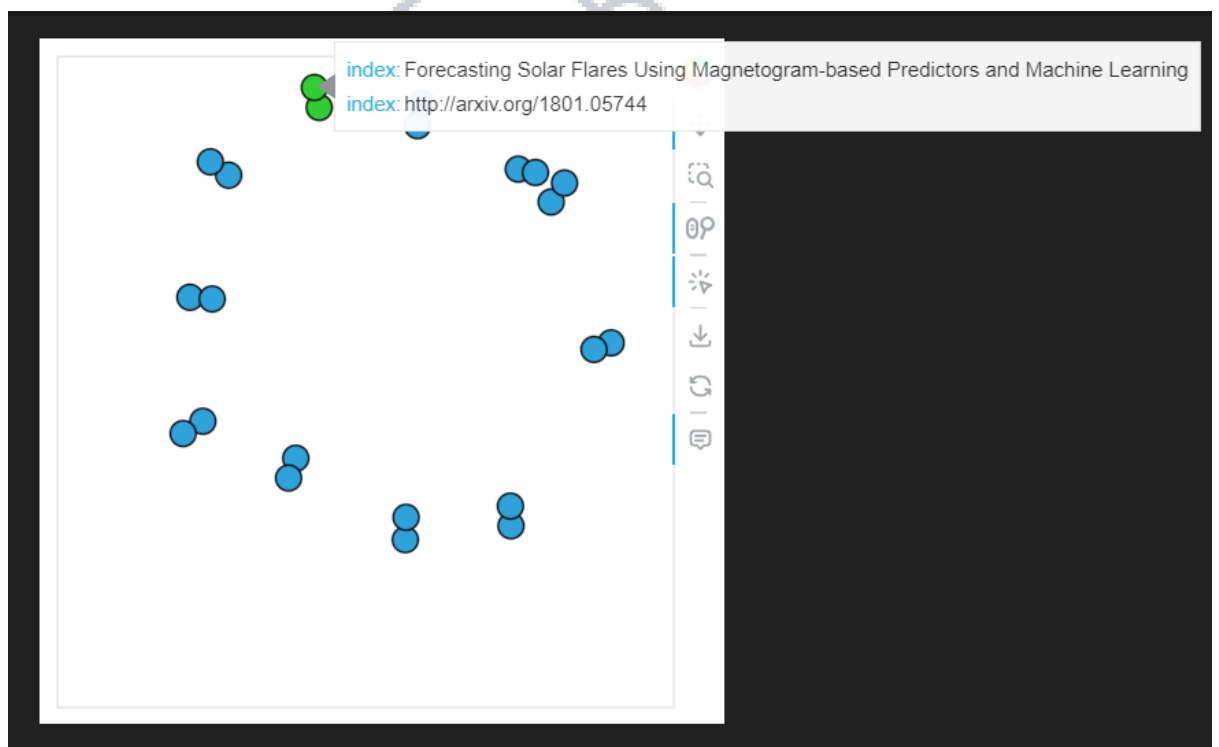 index: Forecasting Solar Flares Using Magnetogram-based Predictors and Machine Learning
index: http://arxiv.org/1801.05744